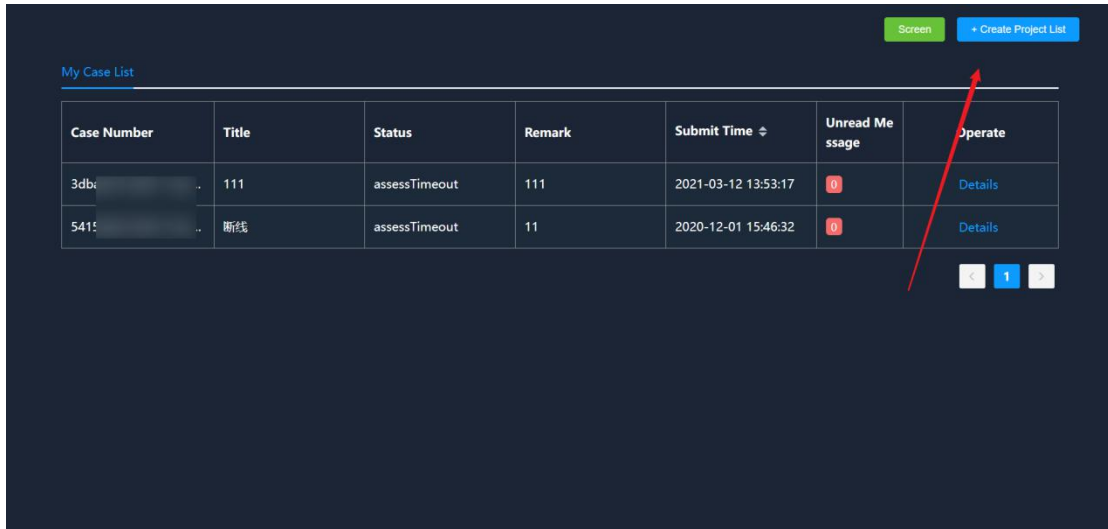 Screen + Create Project List
My Case List
Case Number Title Status Remark Submit Time Unread Me
ssage Operate
111 assessTimeout 111 2021-03-12 13:53:17 0 Details
断线 assessTimeout 11 2020-12-01 15:46:32 0 Details
< 1 >